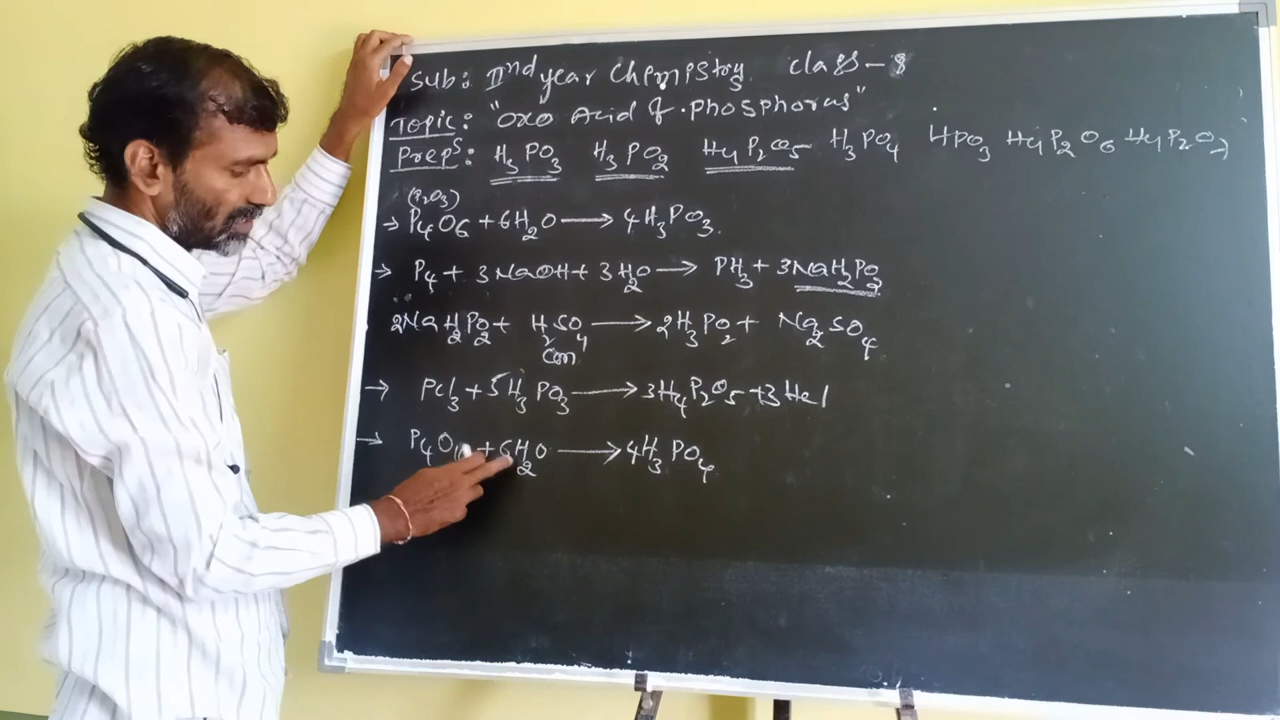 Sub: IInd year Chemistry class-8
Topic: "Oxo Acid of phosphorus"
Preps: H3PO3 H3PO2 H4P2O5 H3PO4 HPO3 H4P2O6 H4P2O7
(P2O3)
→ P4O6 + 6H2O → 4H3PO3.
→ P4 + 3NaOH + 3H2O → PH3 + 3NaH2PO2
2NaH2PO2 + H2SO4 → 2H3PO2 + Na2SO4
Con
→ PCl3 + 5H3PO3 → 3H4P2O5 + 3HCl
→ P4O10 + 6H2O → 4H3PO4